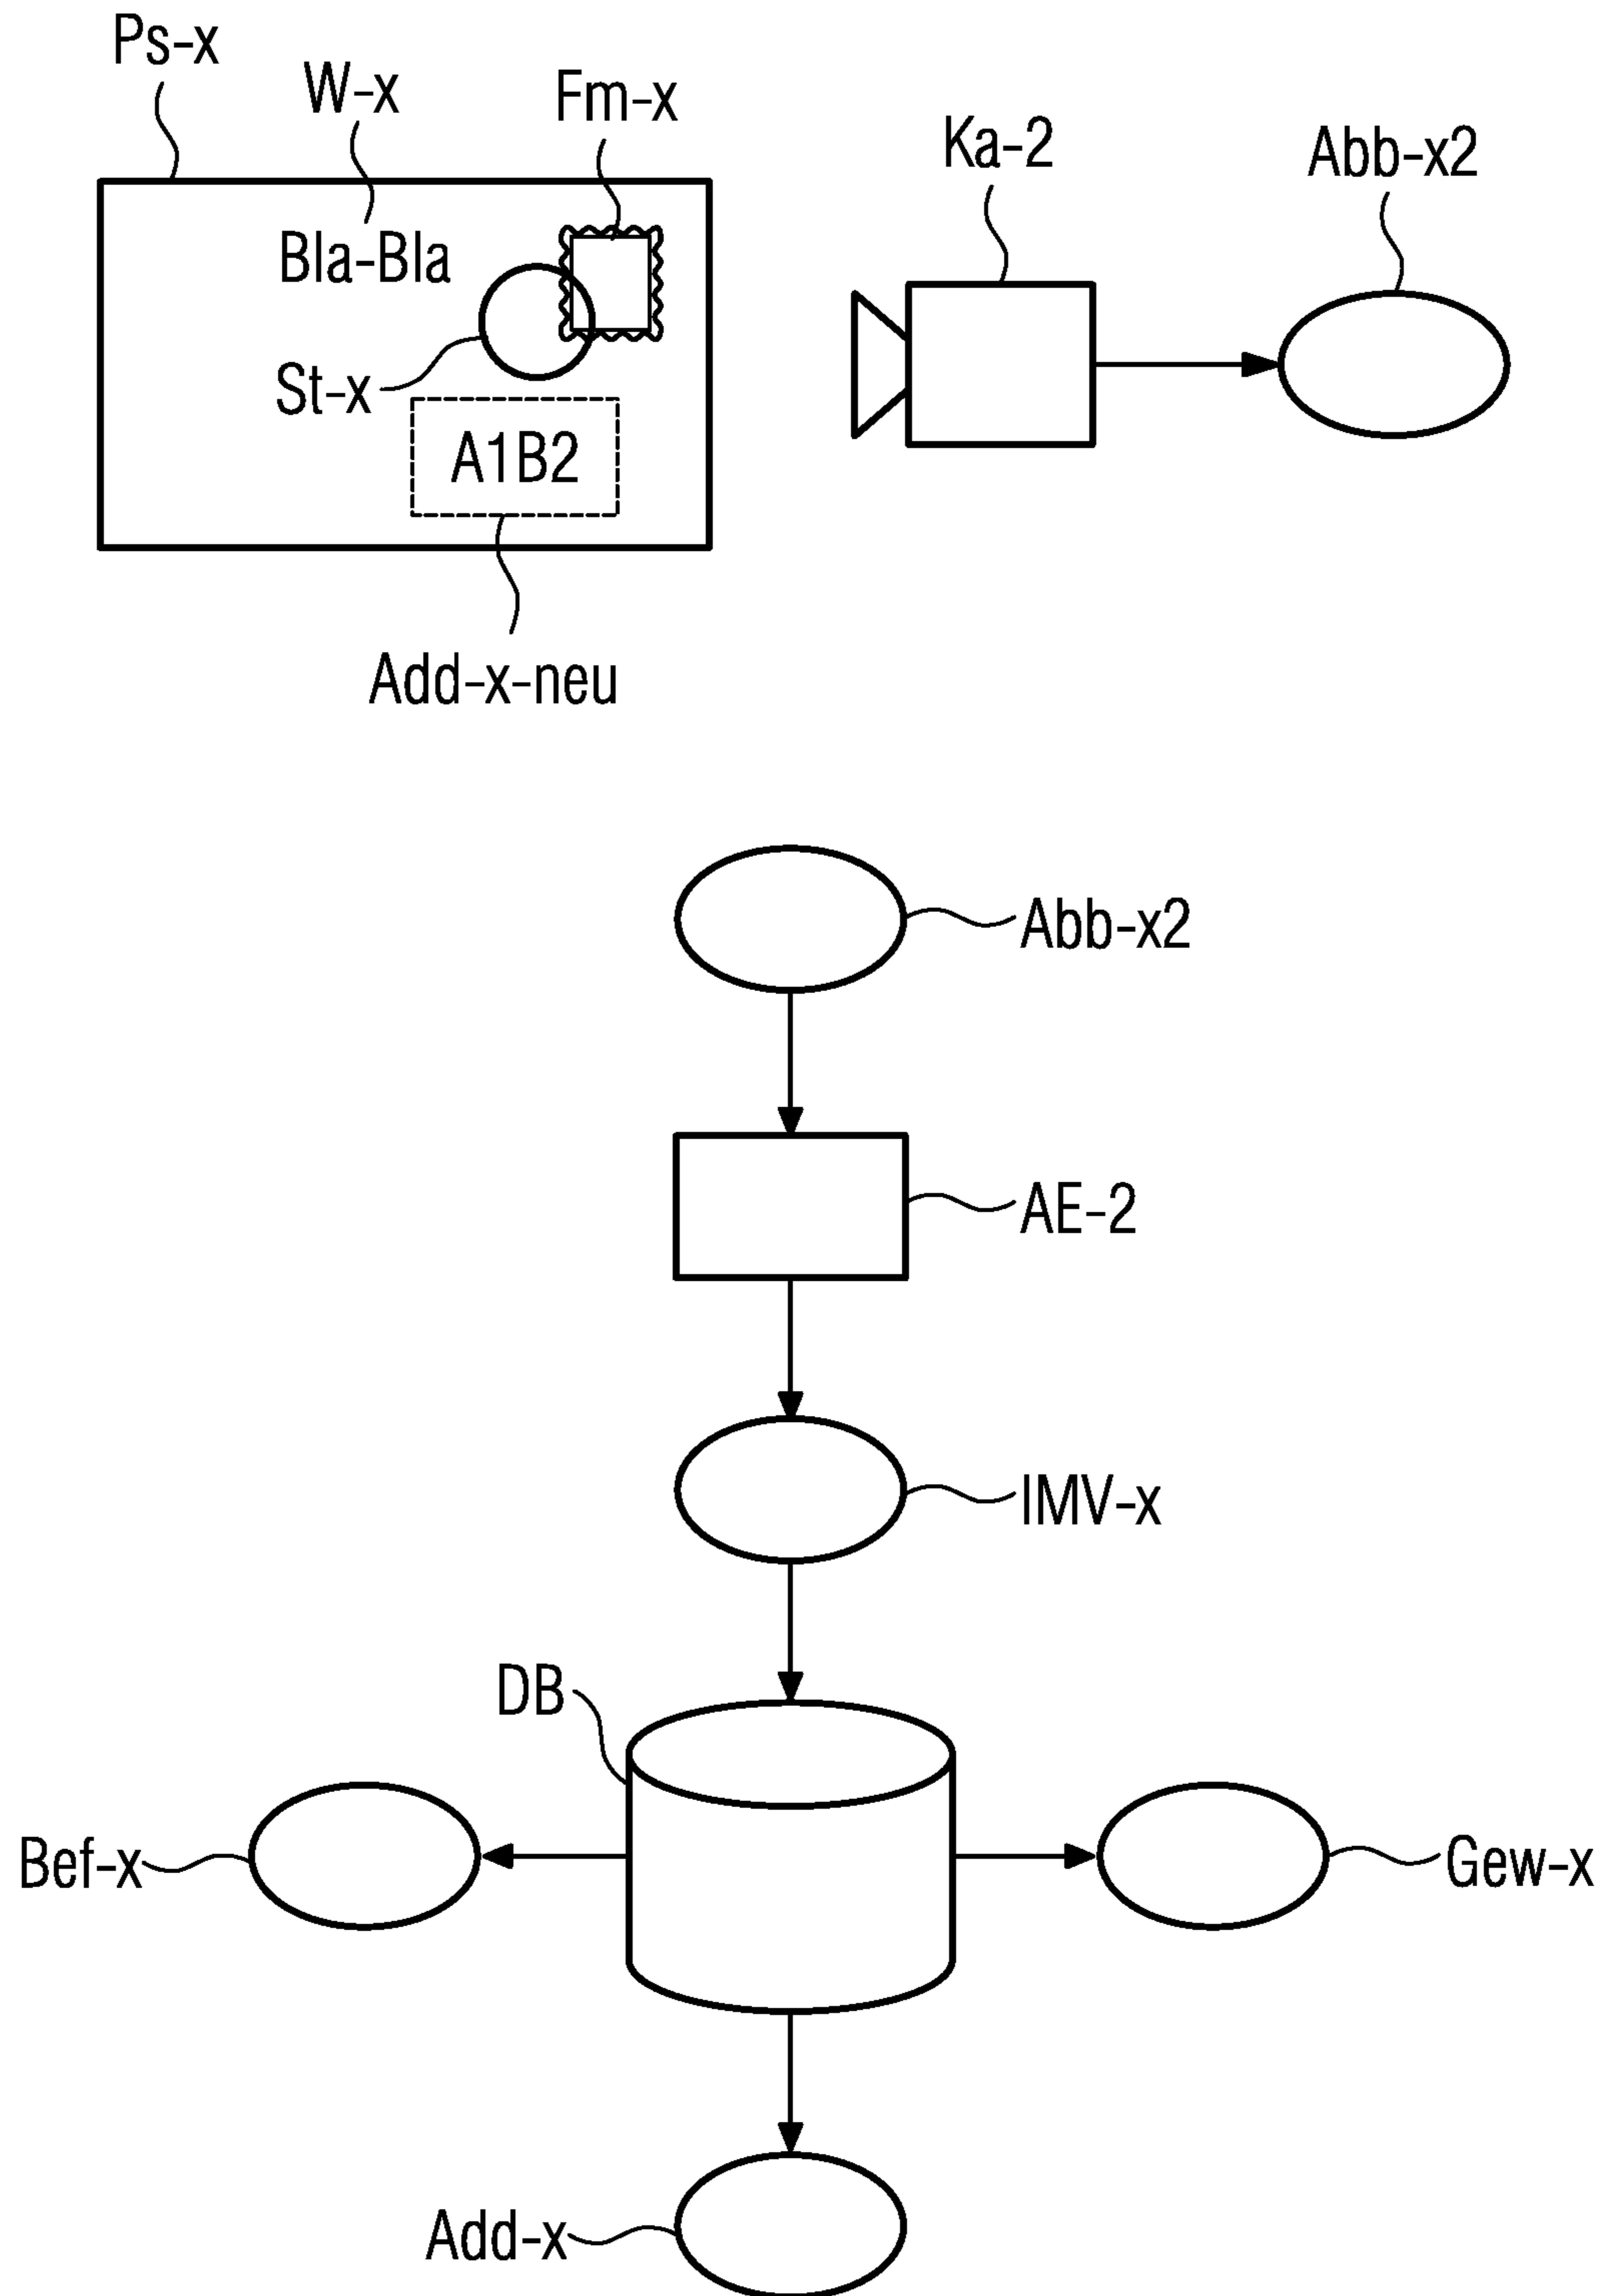 Ps-x
W-x
Fm-x
Ka-2
Abb-x2
Bla-Bla
St-x
A1B2
Add-x-neu
Abb-x2
AE-2
IMV-x
DB
Bef-x
Gew-x
Add-x